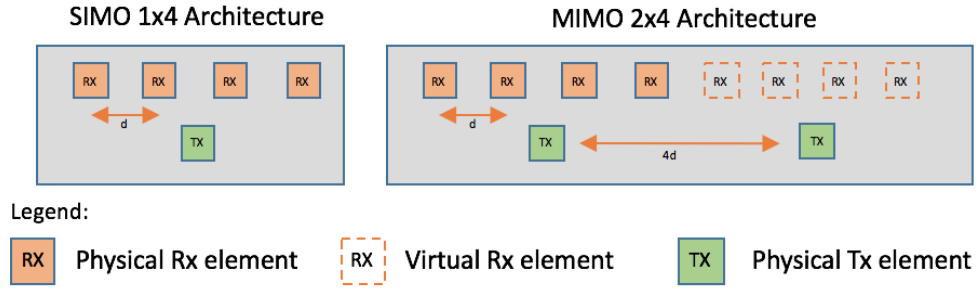 SIMO 1x4 Architecture
MIMO 2x4 Architecture
RX RX RX RX
RX RX RX RX RX RX RX RX
d
d
TX
TX
TX
4d
Legend:
RX Physical Rx element
RX Virtual Rx element
TX Physical Tx element